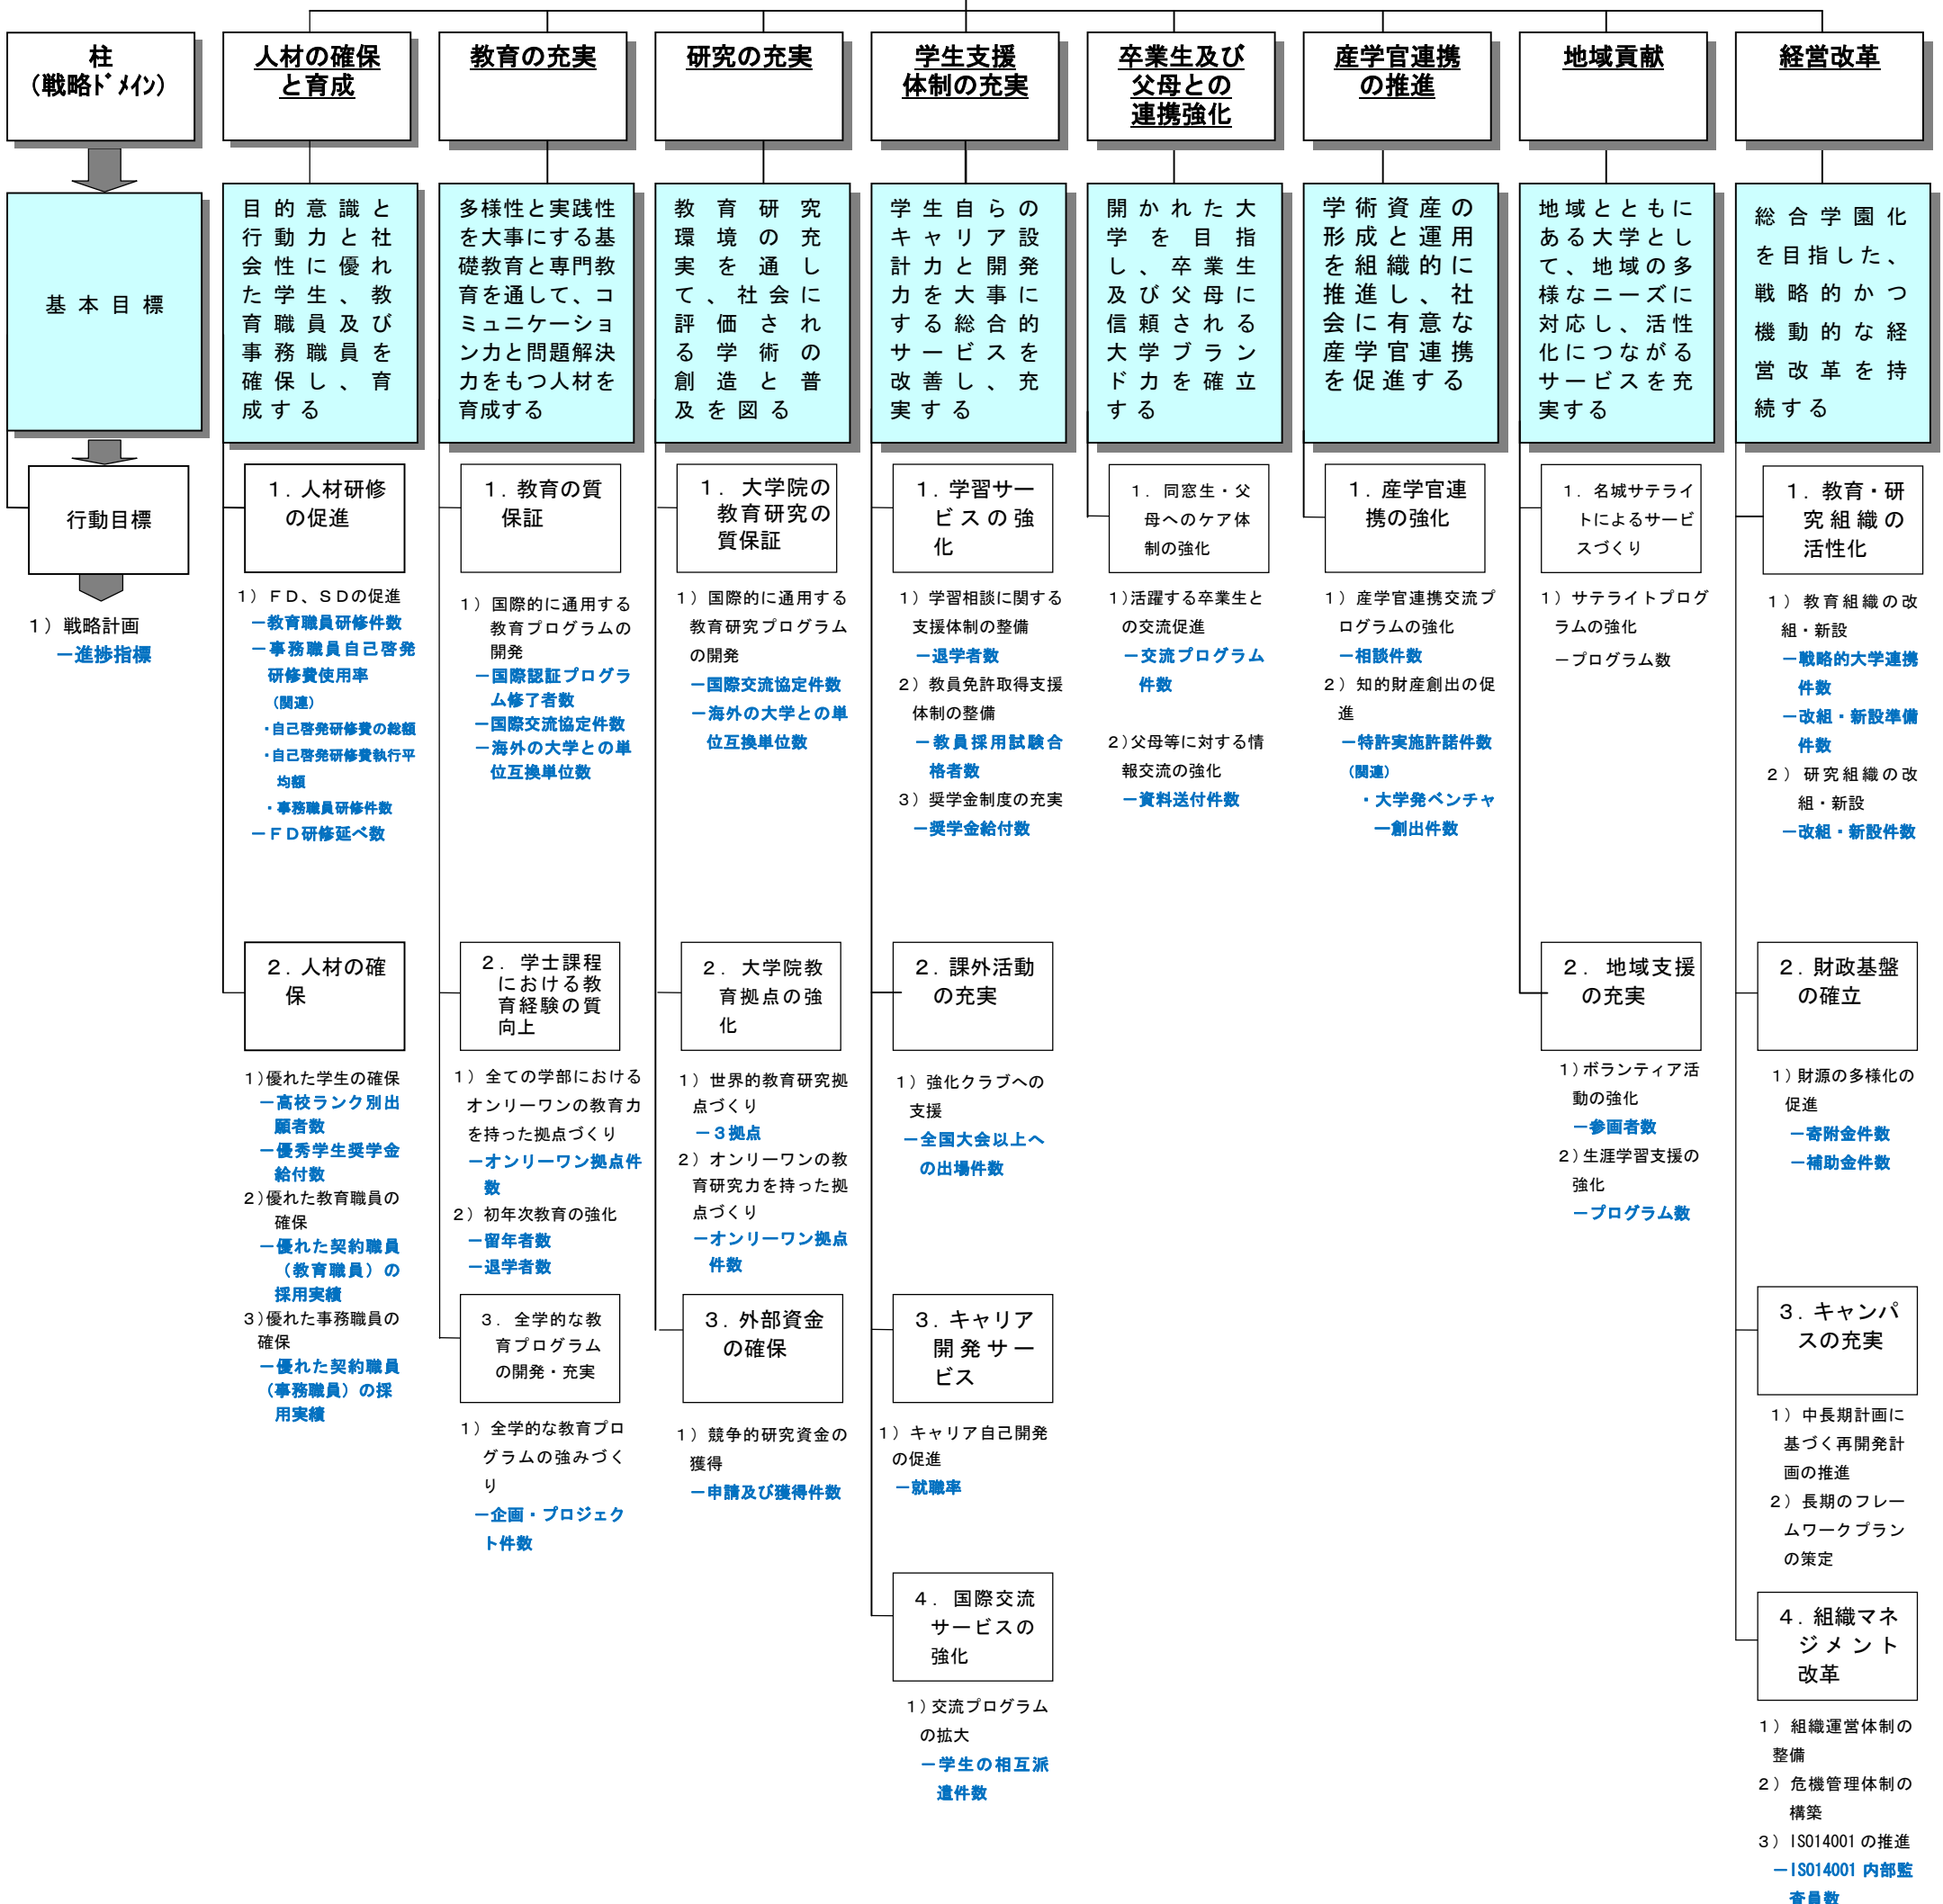 柱
（戦略ﾄﾞﾒｲﾝ）
基本目標
行動目標
１）戦略計画
－進捗指標
人材の確保
と育成
目的意識と
行動力と社
会性に優れ
た学生、教
育職員及び
事務職員を
確保し、育
成する
１．人材研修
の促進
１）ＦＤ、ＳＤの促進
－教育職員研修件数
－事務職員自己啓発
研修費使用率
（関連）
・自己啓発研修費の総額
・自己啓発研修費執行平
均額
・事務職員研修件数
－ＦＤ研修延べ数
２．人材の確
保
１）優れた学生の確保
－高校ランク別出
願者数
－優秀学生奨学金
給付数
２）優れた教育職員の
確保
－優れた契約職員
（教育職員）の
採用実績
３）優れた事務職員の
確保
－優れた契約職員
（事務職員）の採
用実績
教育の充実
多様性と実践性
を大事にする基
礎教育と専門教
育を通して、コ
ミュニケーショ
ン力と問題解決
力をもつ人材を
育成する
１．教育の質
保証
１）国際的に通用する
教育プログラムの
開発
－国際認証プログラ
ム修了者数
－国際交流協定件数
－海外の大学との単
位互換単位数
２．学士課程
における教
育経験の質
向上
１）全ての学部における
オンリーワンの教育力
を持った拠点づくり
－オンリーワン拠点件
数
２）初年次教育の強化
－留年者数
－退学者数
３．全学的な教
育プログラム
の開発・充実
１）全学的な教育プロ
グラムの強みづく
り
－企画・プロジェク
ト件数
研究の充実
教育研究
環境の充
実を通し
て、社会に
評価され
る学術の
創造と普
及を図る
１．大学院の
教育研究の
質保証
１）国際的に通用する
教育研究プログラム
の開発
－国際交流協定件数
－海外の大学との単
位互換単位数
２．大学院教
育拠点の強
化
１）世界的教育研究拠
点づくり
－３拠点
２）オンリーワンの教
育研究力を持った拠
点づくり
－オンリーワン拠点
件数
３．外部資金
の確保
１）競争的研究資金の
獲得
－申請及び獲得件数
学生支援
体制の充実
学生自らの
キャリア設
計力と開発
力を大事に
する総合的
サービスを
改善し、充
実する
１．学習サー
ビスの強
化
１）学習相談に関する
支援体制の整備
－退学者数
２）教員免許取得支援
体制の整備
－教員採用試験合
格者数
３）奨学金制度の充実
－奨学金給付数
２．課外活動
の充実
１）強化クラブへの
支援
－全国大会以上へ
の出場件数
３．キャリア
開発サー
ビス
１）キャリア自己開発
の促進
－就職率
４．国際交流
サービスの
強化
１）交流プログラム
の拡大
－学生の相互派
遣件数
卒業生及び
父母との
連携強化
開かれた大
学を目指
し、卒業生
及び父母に
信頼される
大学ブラン
ド力を確立
する
１．同窓生・父
母へのケア体
制の強化
１）活躍する卒業生と
の交流促進
－交流プログラム
件数
２）父母等に対する情
報交流の強化
－資料送付件数
産学官連携
の推進
学術資産の
形成と運用
を組織的に
推進し、社
会に有意な
産学官連携
を促進する
１．産学官連
携の強化
１）産学官連携交流プ
ログラムの強化
－相談件数
２）知的財産創出の促
進
－特許実施許諾件数
（関連）
・大学発ベンチャ
ー創出件数
地域貢献
地域とともに
ある大学とし
て、地域の多
様なニーズに
対応し、活性
化につながる
サービスを充
実する
１．名城サテライ
トによるサービ
スづくり
１）サテライトプログ
ラムの強化
－プログラム数
２．地域支援
の充実
１）ボランティア活
動の強化
－参画者数
２）生涯学習支援の
強化
－プログラム数
経営改革
総合学園化
を目指した、
戦略的かつ
機動的な経
営改革を持
続する
１．教育・研
究組織の
活性化
１）教育組織の改
組・新設
－戦略的大学連携
件数
－改組・新設準備
件数
２）研究組織の改
組・新設
－改組・新設件数
２．財政基盤
の確立
１）財源の多様化の
促進
－寄附金件数
－補助金件数
３．キャンパ
スの充実
１）中長期計画に
基づく再開発計
画の推進
２）長期のフレー
ムワークプラン
の策定
４．組織マネ
ジメント
改革
１）組織運営体制の
整備
２）危機管理体制の
構築
３）ISO14001 の推進
－ISO14001 内部監
査員数